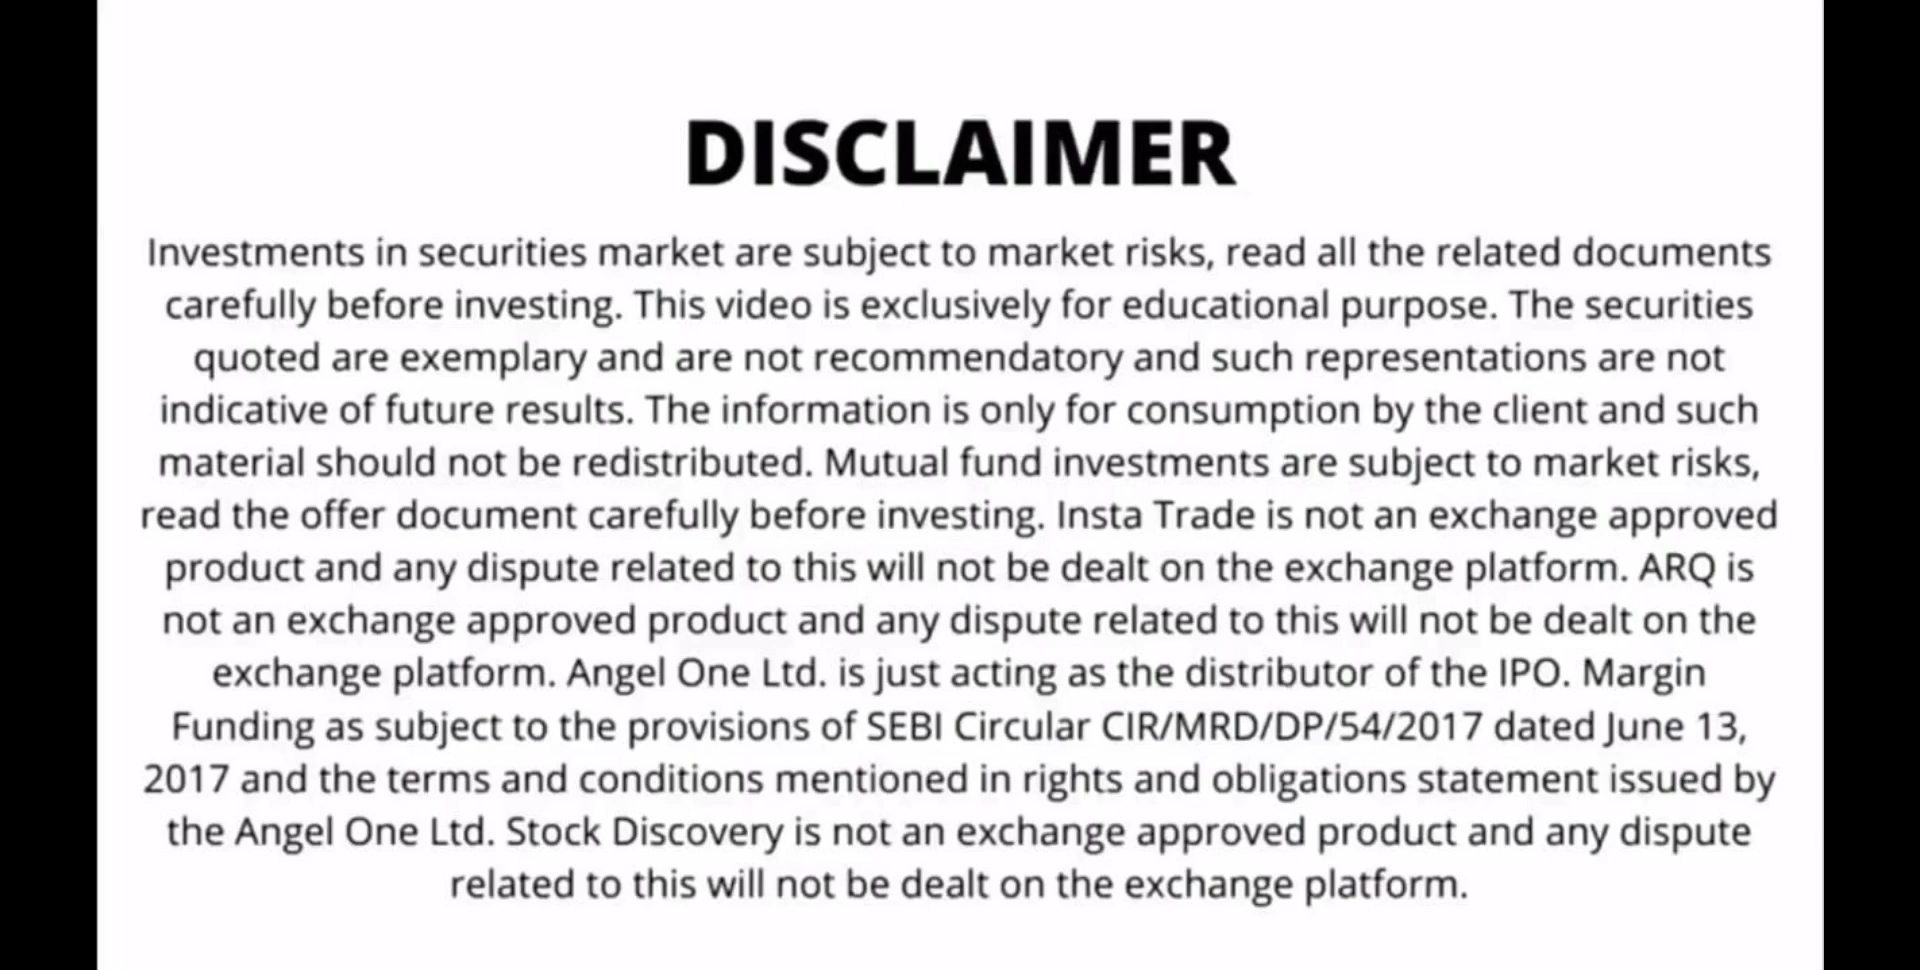 DISCLAIMER
Investments in securities market are subject to market risks, read all the related documents
carefully before investing. This video is exclusively for educational purpose. The securities
quoted are exemplary and are not recommendatory and such representations are not
indicative of future results. The information is only for consumption by the client and such
material should not be redistributed. Mutual fund investments are subject to market risks,
read the offer document carefully before investing. Insta Trade is not an exchange approved
product and any dispute related to this will not be dealt on the exchange platform. ARQ is
not an exchange approved product and any dispute related to this will not be dealt on the
exchange platform. Angel One Ltd. is just acting as the distributor of the IPO. Margin
Funding as subject to the provisions of SEBI Circular CIR/MRD/DP/54/2017 dated June 13,
2017 and the terms and conditions mentioned in rights and obligations statement issued by
the Angel One Ltd. Stock Discovery is not an exchange approved product and any dispute
related to this will not be dealt on the exchange platform.